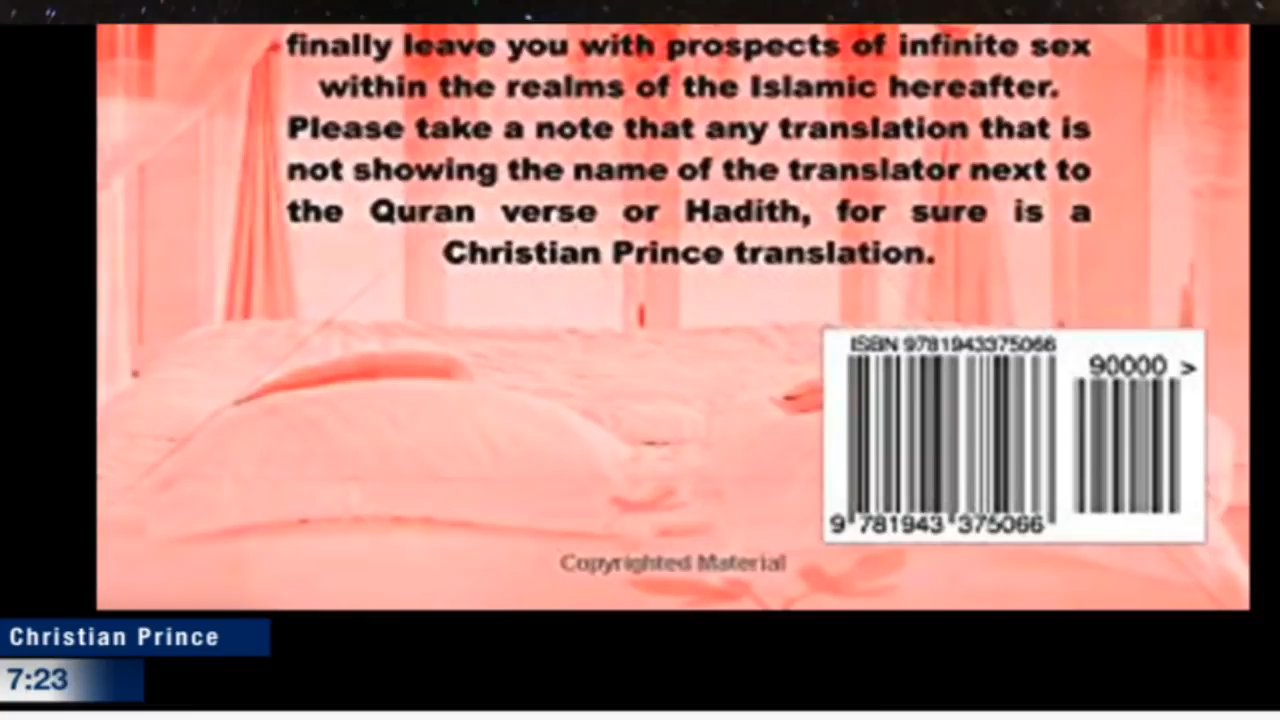 finally leave you with prospects of infinite sex
within the realms of the Islamic hereafter.
Please take a note that any translation that is
not showing the name of the translator next to
the Quran verse or Hadith, for sure is a
Christian Prince translation.
ISBN 9781943375066
90000 >
9 781943 375066
Copyrighted Material
Christian Prince
7:23